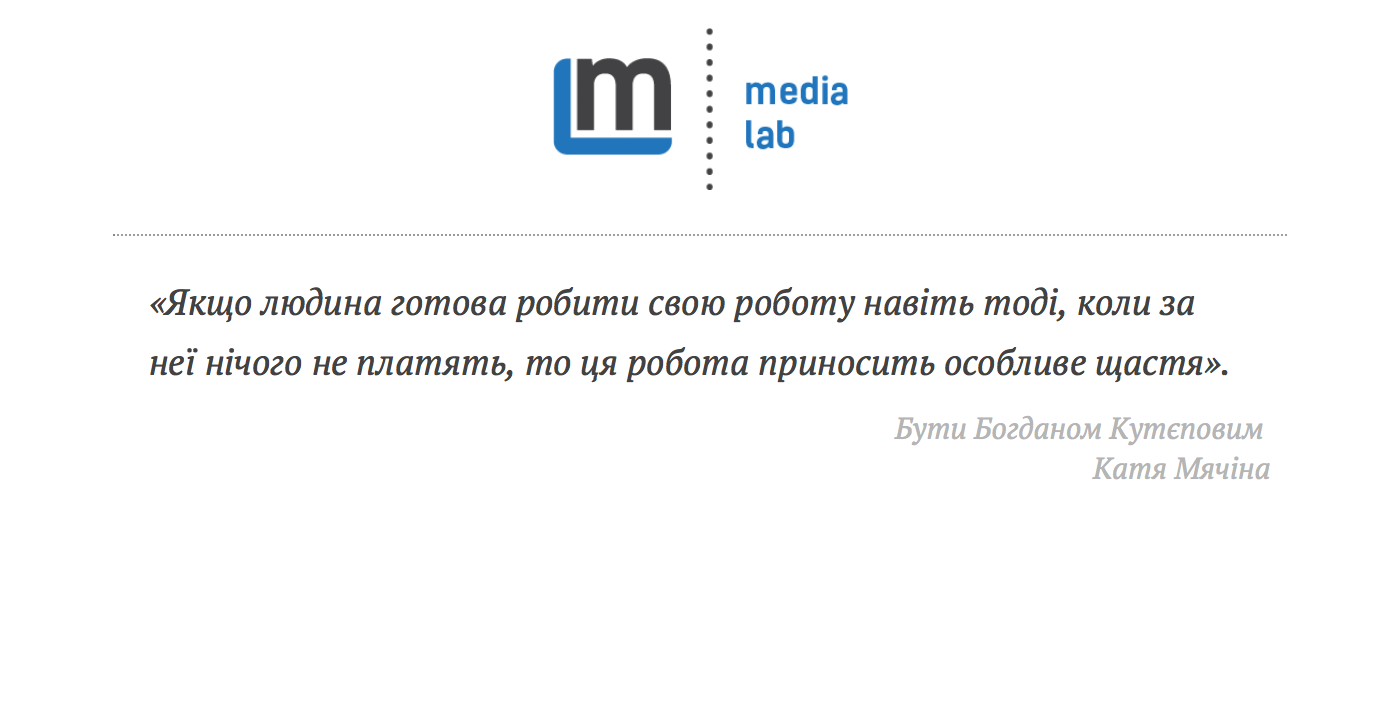 m
media
lab
«Якщо людина готова робити свою роботу навіть тоді, коли за
неї нічого не платять, то ця робота приносить особливе щастя».
Бути Богданом Кутєповим
Катя Мячіна